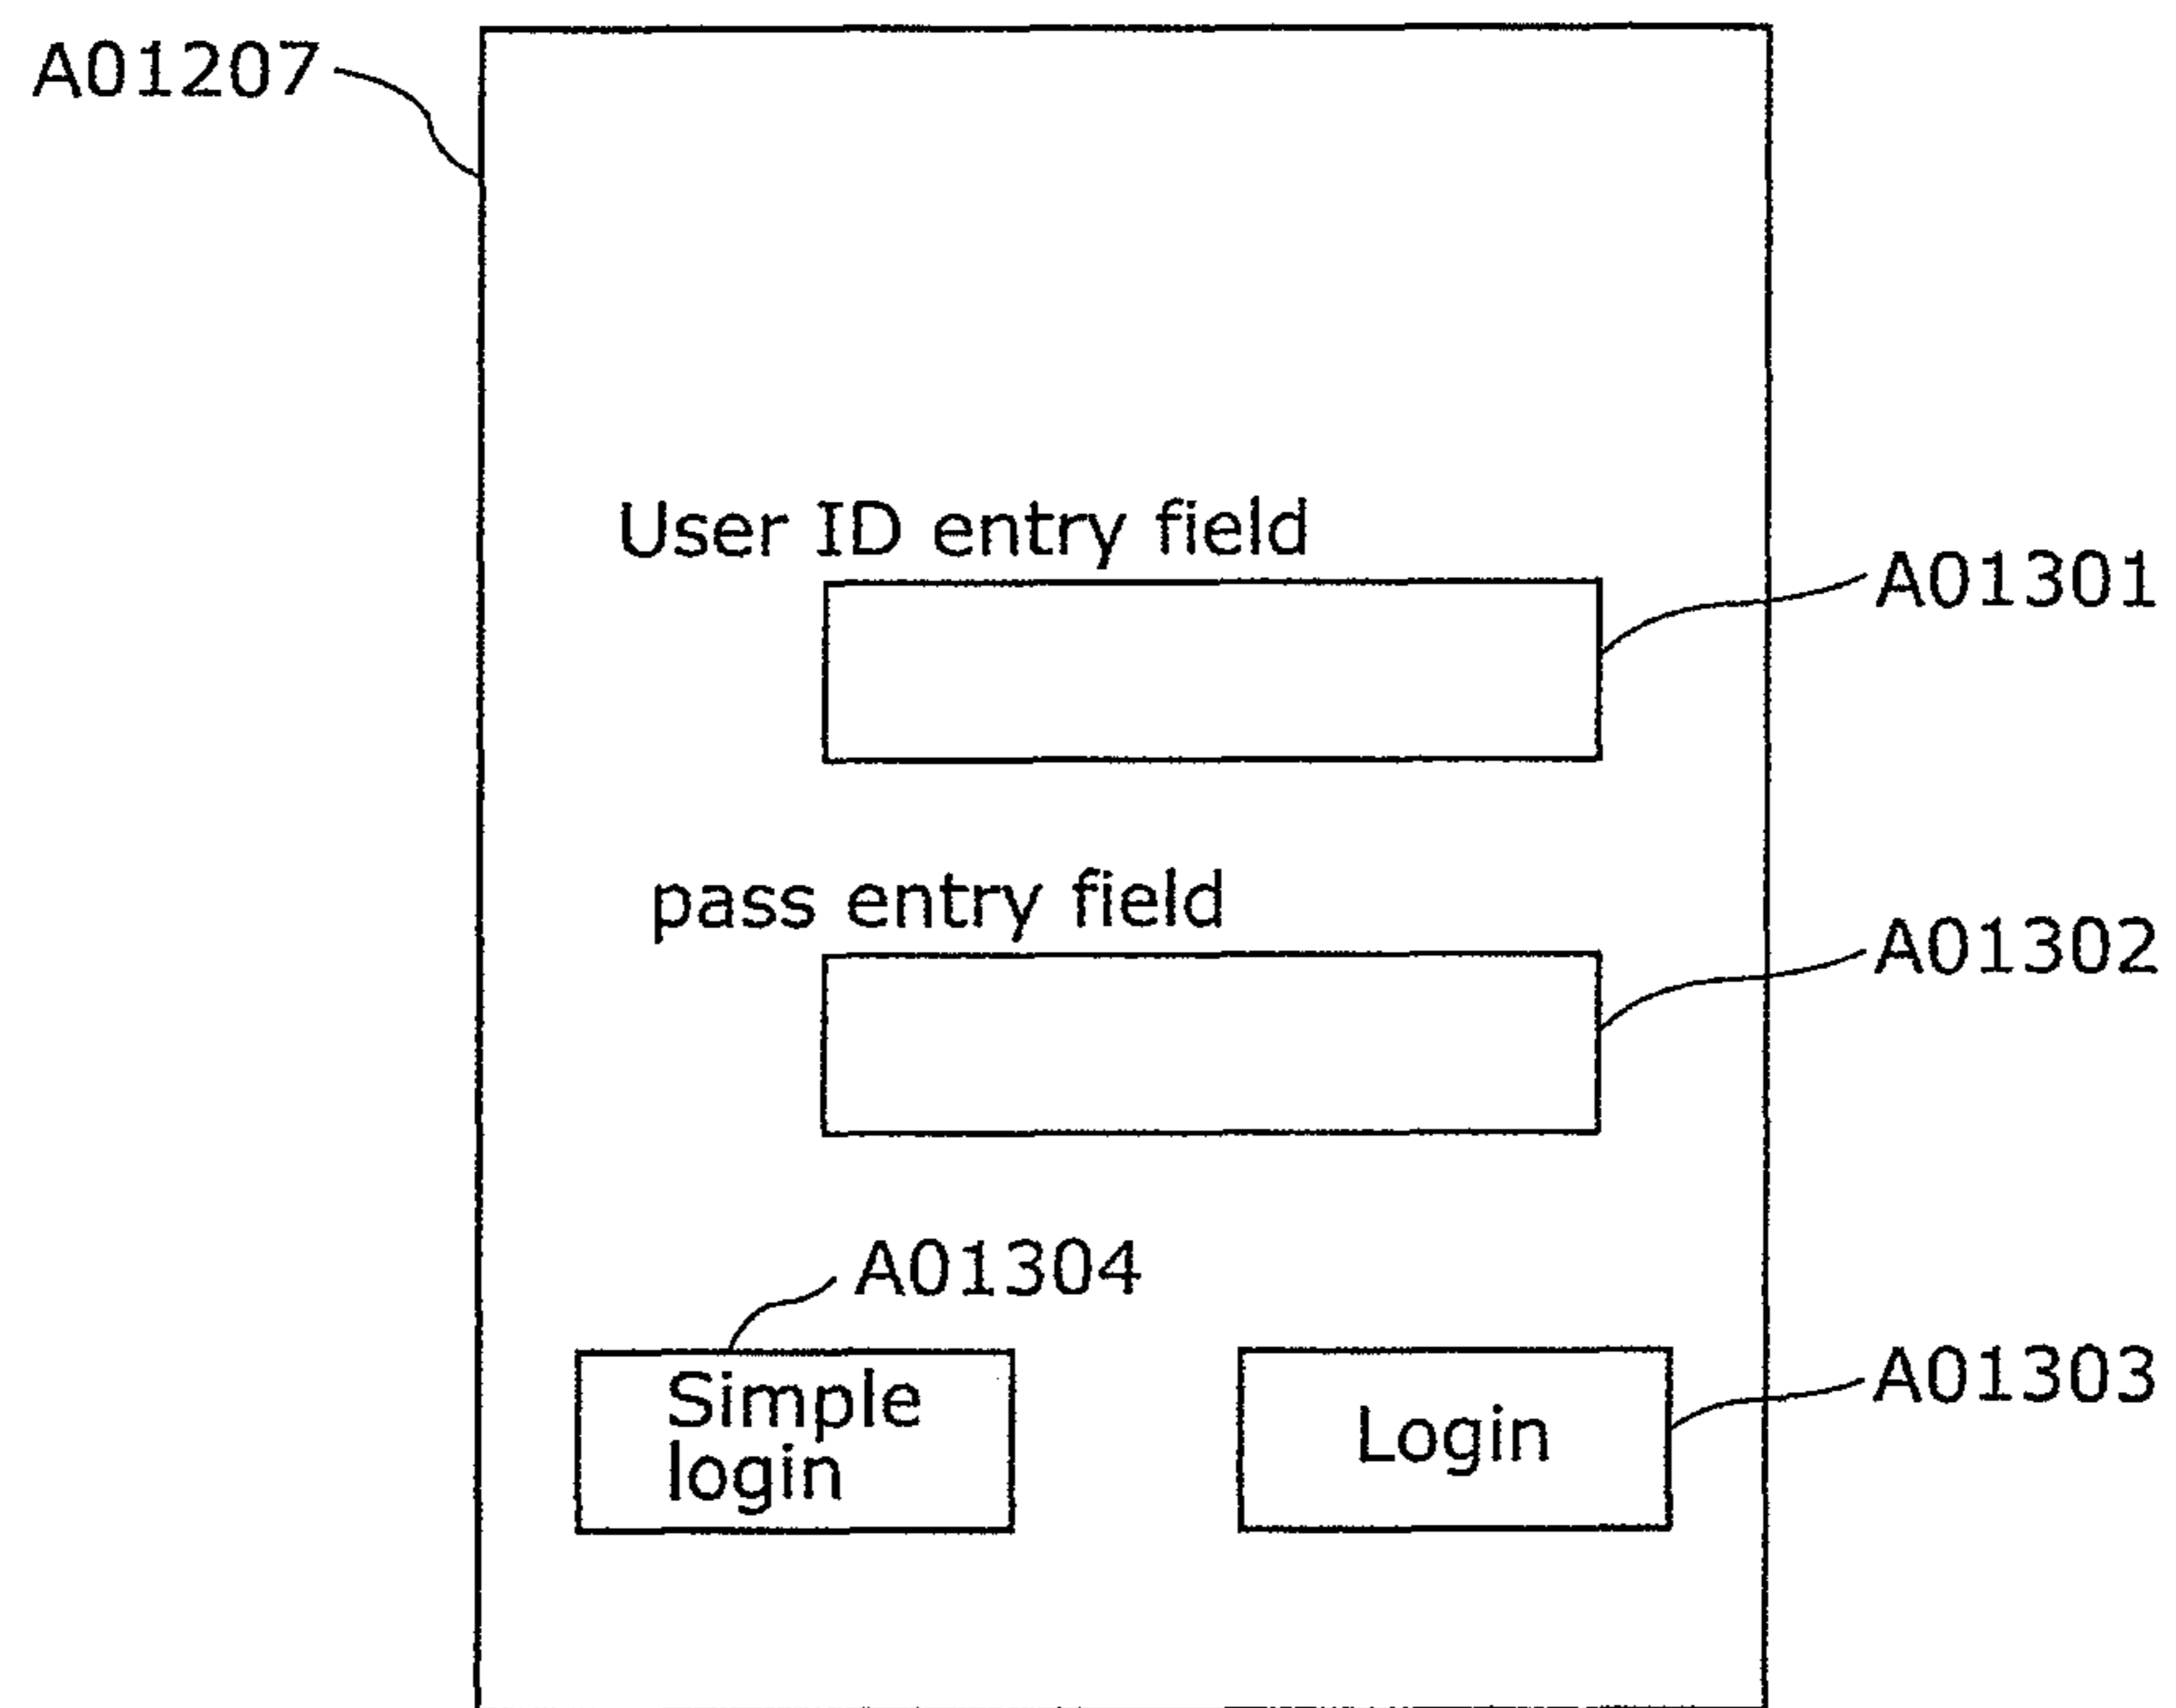 A01207
User ID entry field
A01301
pass entry field
A01302
A01304
Simple
login
Login
A01303